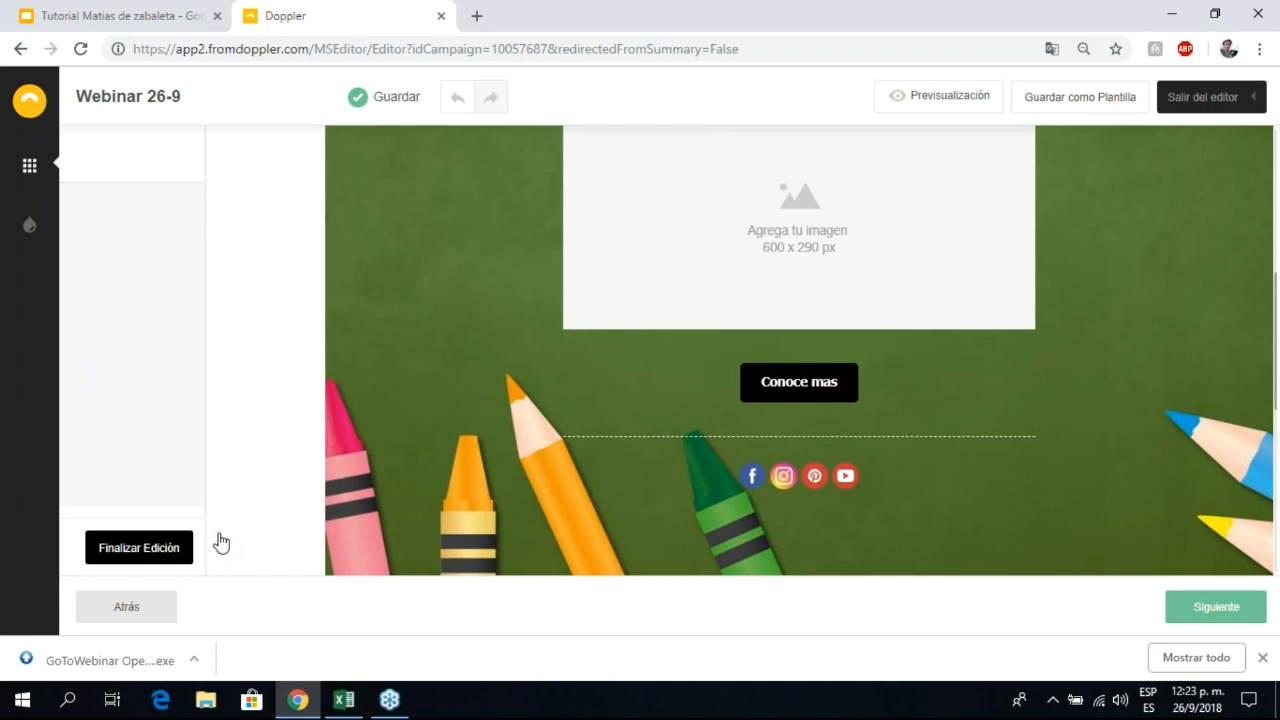 Tutorial Matias de zabaleta - Goo
Doppler
https://app2.fromdoppler.com/MSEditor/Editor?idCampaign=10057687&redirectedFromSummary=False
ABP
Webinar 26-9
Guardar
Previsualización
Guardar como Plantilla
Salir del editor
Agrega tu imagen
600 x 290 px
Conoce mas
Finalizar Edición
Atrás
Siguiente
GoToWebinar Ope....exe
Mostrar todo
ESP
12:23 p. m.
ES
26/9/2018